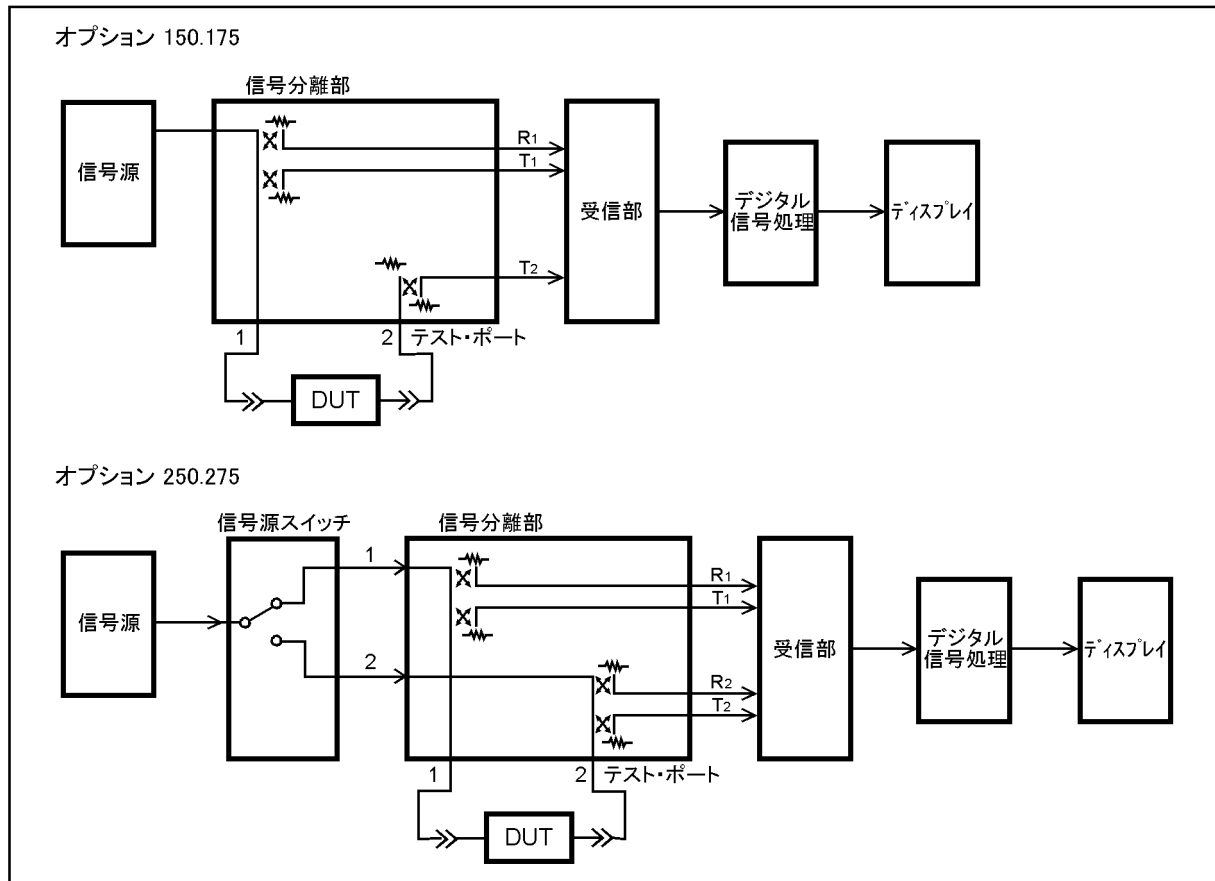 オプション 150.175
信号分離部
信号源
R1
T1
T2
受信部
デジタル
信号処理
ディスプレイ
1
2
テスト・ポート
DUT
オプション 250.275
信号源スイッチ
信号分離部
信号源
1
2
R1
T1
R2
T2
受信部
デジタル
信号処理
ディスプレイ
1
2
テスト・ポート
DUT